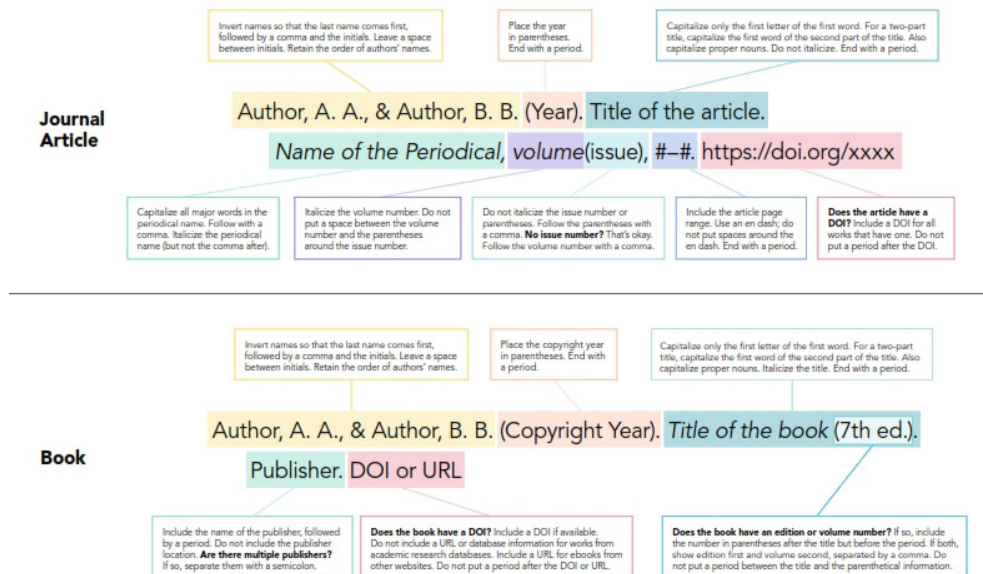 Invert names so that the last name comes first,
followed by a comma and the initials. Leave a space
between initials. Retain the order of authors' names.
Place the year
in parentheses.
End with a period.
Capitalize only the first letter of the first word. For a two-part
title, capitalize the first word of the second part of the title. Also
capitalize proper nouns. Do not italicize. End with a period.
Journal
Article
Author, A. A., & Author, B. B. (Year). Title of the article.
Name of the Periodical, volume(issue), #–#. https://doi.org/xxxx
Capitalize all major words in the
periodical name. Follow with a
comma. Italicize the periodical
name (but not the comma after).
Italicize the volume number. Do not
put a space between the volume
number and the parentheses
around the issue number.
Do not italicize the issue number or
parentheses. Follow the parentheses with
a comma. No issue number? That's okay.
Follow the volume number with a comma.
Include the article page
range. Use an en dash; do
not put spaces around the
en dash. End with a period.
Does the article have a
DOI? Include a DOI for all
works that have one. Do not
put a period after the DOI.
Invert names so that the last name comes first,
followed by a comma and the initials. Leave a space
between initials. Retain the order of authors' names.
Place the copyright year
in parentheses. End with
a period.
Capitalize only the first letter of the first word. For a two-part
title, capitalize the first word of the second part of the title. Also
capitalize proper nouns. Italicize the title. End with a period.
Book
Author, A. A., & Author, B. B. (Copyright Year). Title of the book (7th ed.).
Publisher. DOI or URL
Include the name of the publisher, followed
by a period. Do not include the publisher
location. Are there multiple publishers?
If so, separate them with a semicolon.
Does the book have a DOI? Include a DOI if available.
Do not include a URL or database information for works from
academic research databases. Include a URL for ebooks from
other websites. Do not put a period after the DOI or URL.
Does the book have an edition or volume number? If so, include
the number in parentheses after the title but before the period. If both,
show edition first and volume second, separated by a comma. Do
not put a period between the title and the parenthetical information.